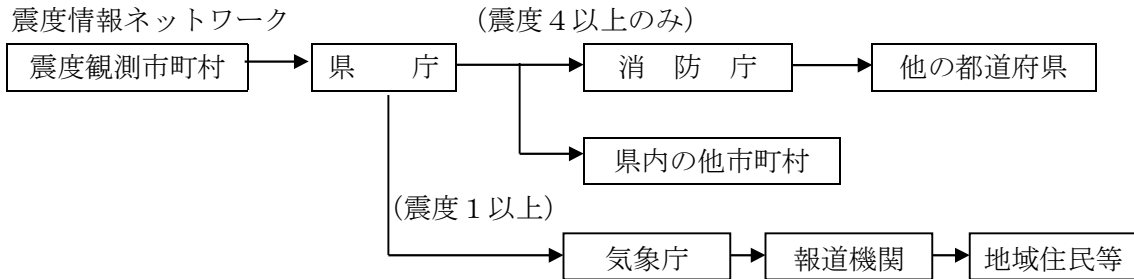 震度情報ネットワーク
(震度4以上のみ)
震度観測市町村
県　　庁
消　防　庁
他の都道府県
県内の他市町村
(震度1以上)
気象庁
報道機関
地域住民等